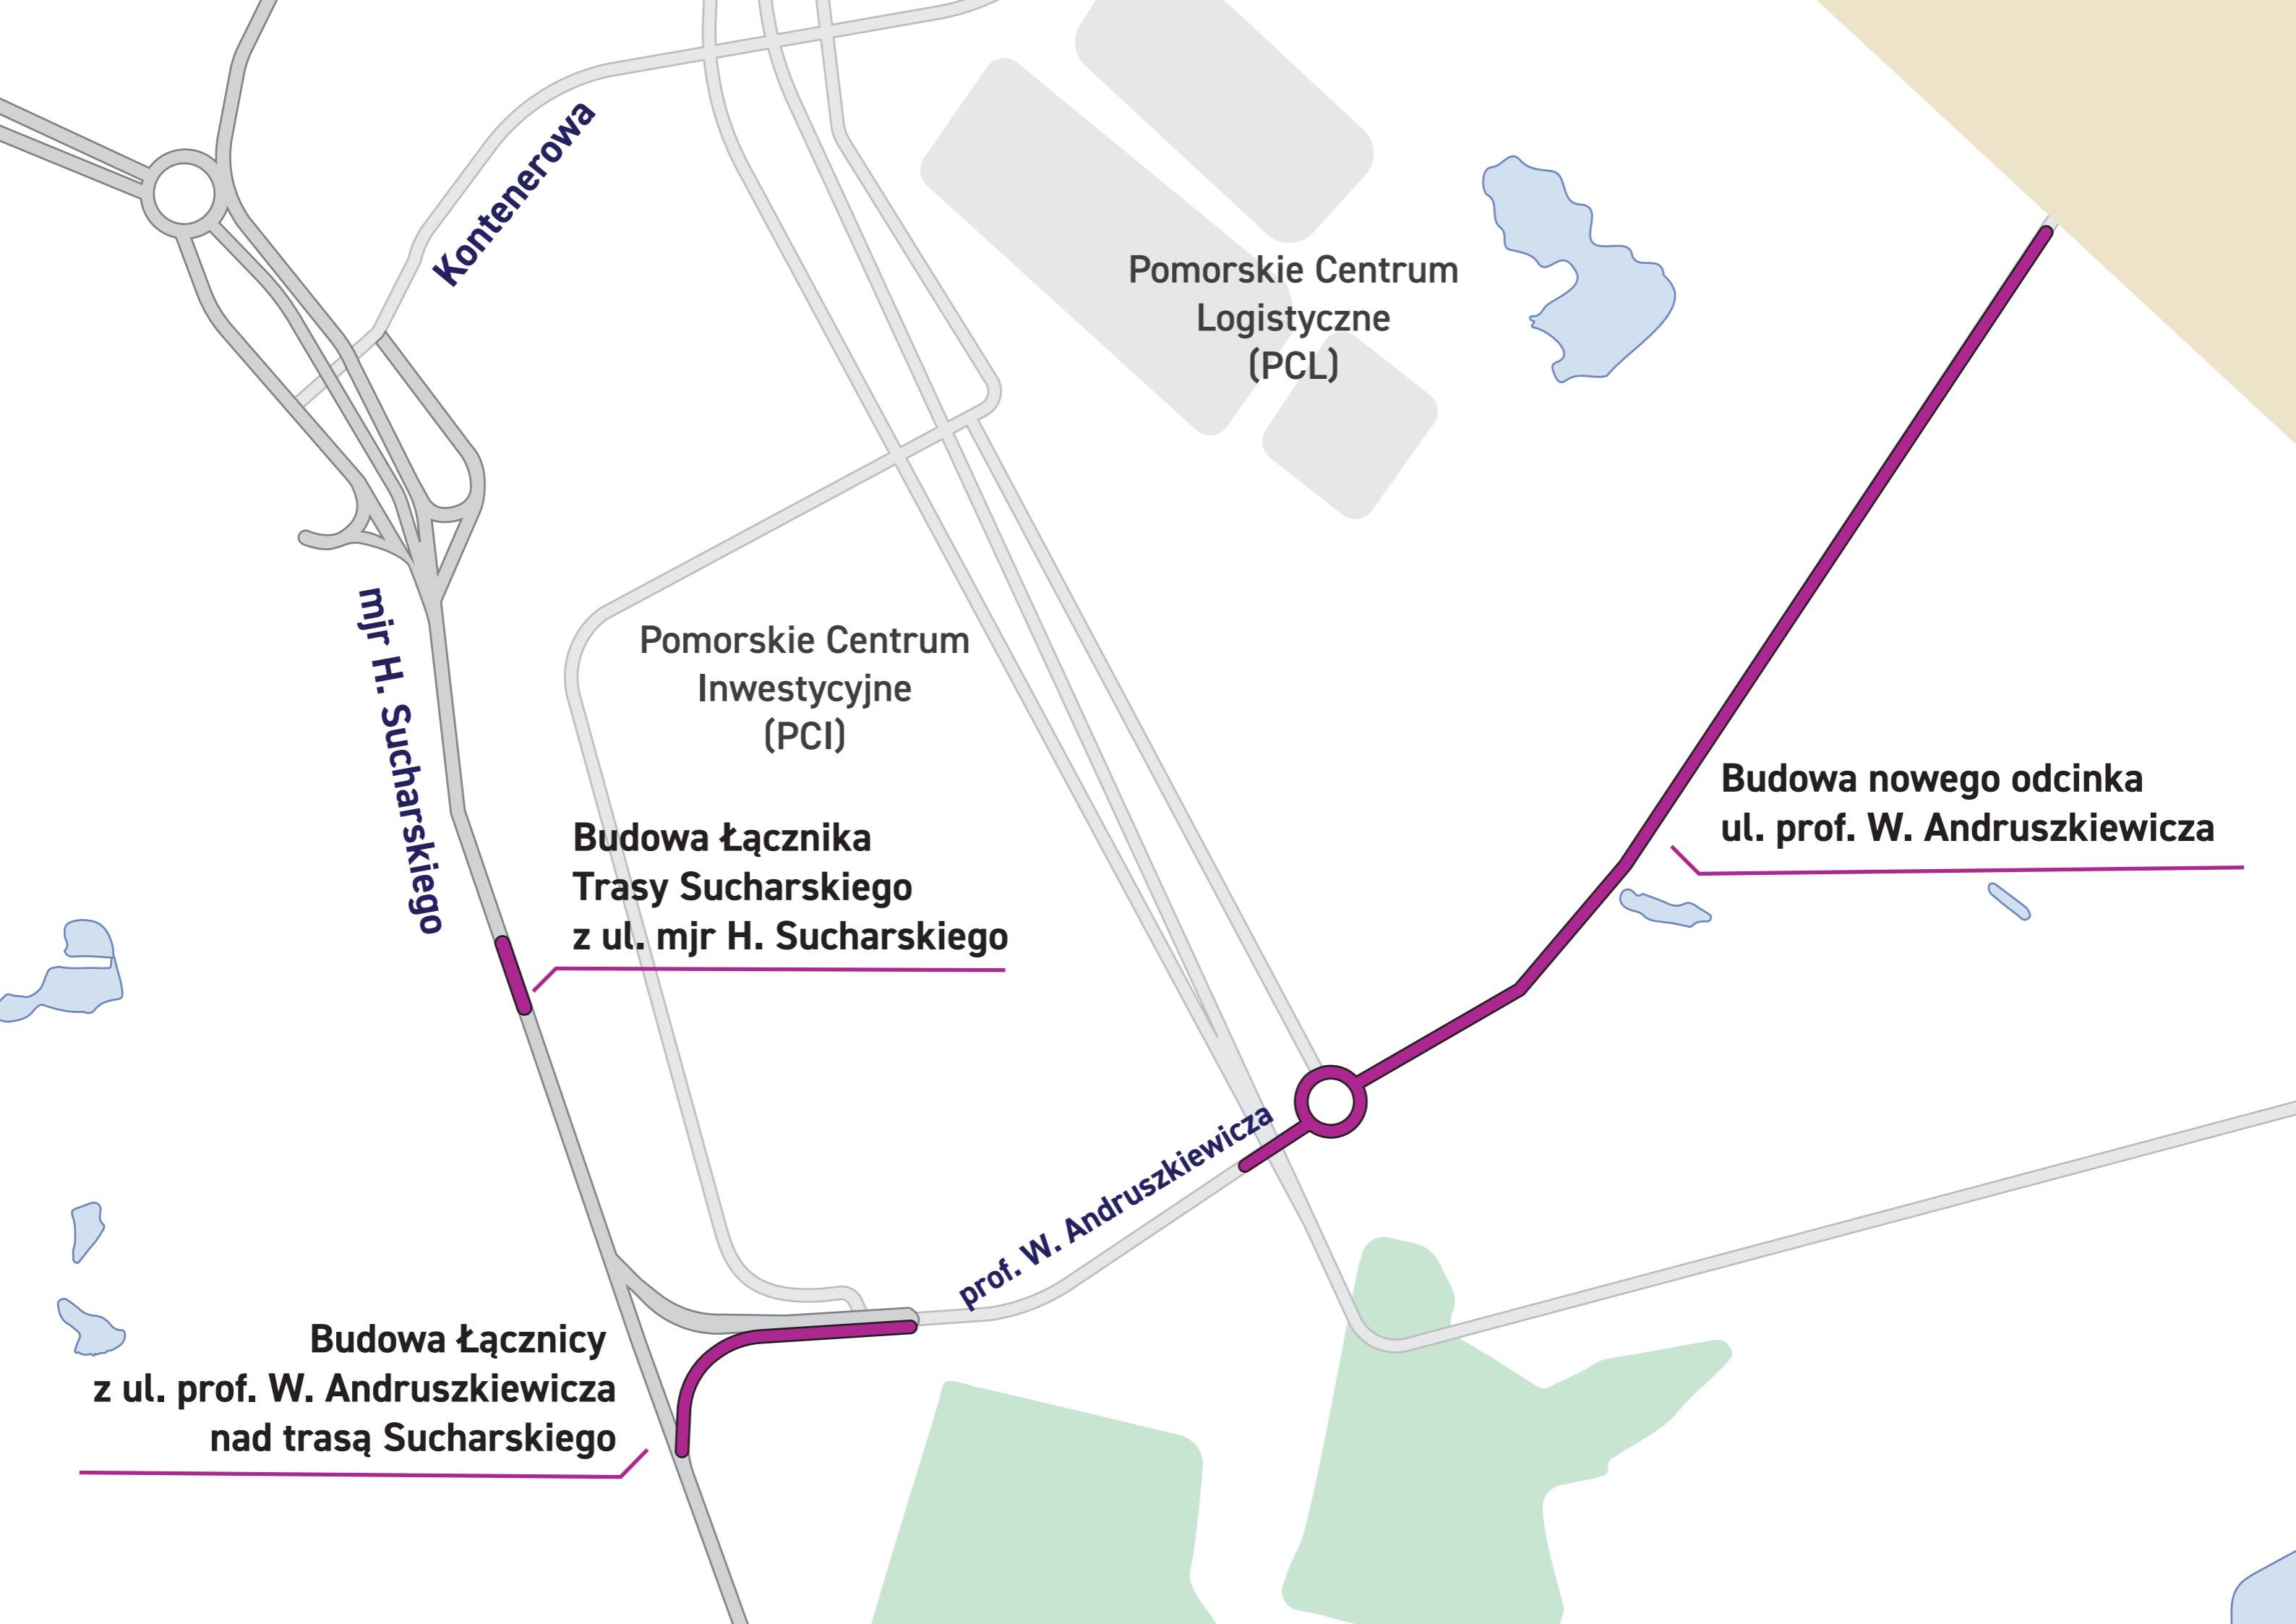 Kontenerowa
Pomorskie Centrum
Logistyczne
(PCL)
mjr H. Sucharskiego
Pomorskie Centrum
Inwestycyjne
(PCI)
Budowa nowego odcinka
ul. prof. W. Andruszkiewicza
Budowa Łącznika
Trasy Sucharskiego
z ul. mjr H. Sucharskiego
prof. W. Andruszkiewicza
Budowa Łącznicy
z ul. prof. W. Andruszkiewicza
nad trasą Sucharskiego